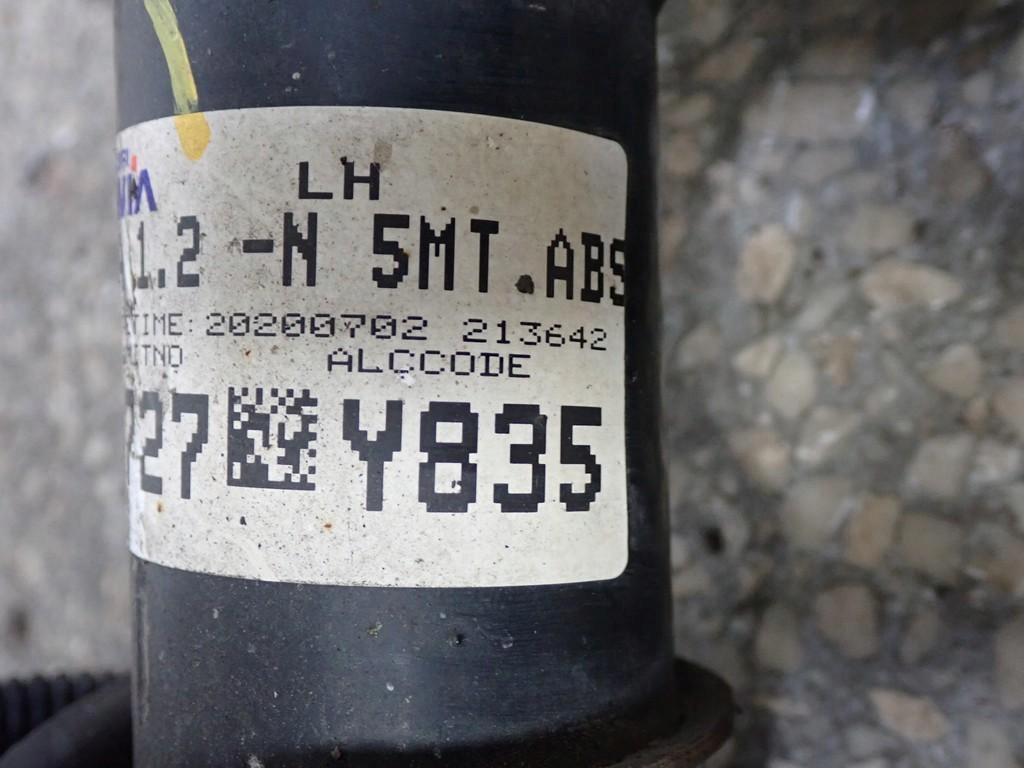 LH
1.2 -N 5MT.ABS
TIME: 20200702 213642
ALCCODE
27 Y835